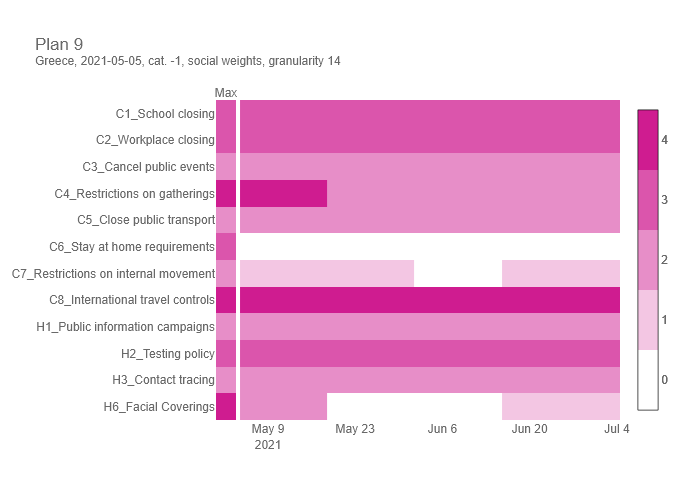 Plan 9
Greece, 2021-05-05, cat. -1, social weights, granularity 14
Max
C1_School closing
C2_Workplace closing
C3_Cancel public events
C4_Restrictions on gatherings
C5_Close public transport
C6_Stay at home requirements
C7_Restrictions on internal movement
C8_International travel controls
H1_Public information campaigns
H2_Testing policy
H3_Contact tracing
H6_Facial Coverings
May 9 May 23 Jun 6 Jun 20 Jul 4
2021
4
3
2
1
0